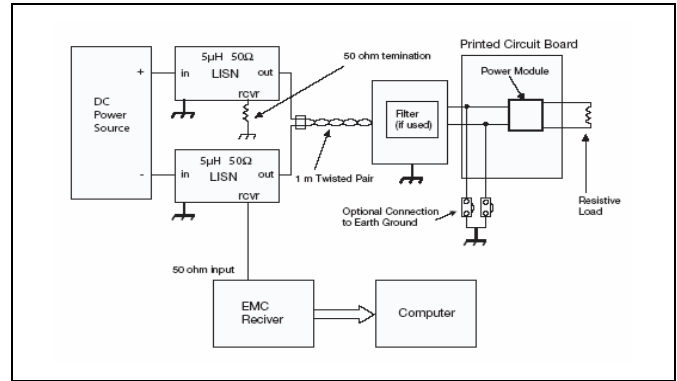 Printed Circuit Board
50 ohm temination
Power Module
5µH 50Ω
LISN
in
out
rcvr
+
DC
Power
Source
-
Filter
(if used)
5µH 50Ω
LISN
in
out
rcvr
1 m Twisted Pair
Optional Connection
to Earth Ground
Resistive
Load
50 ohm input
EMC
Reciver
Computer